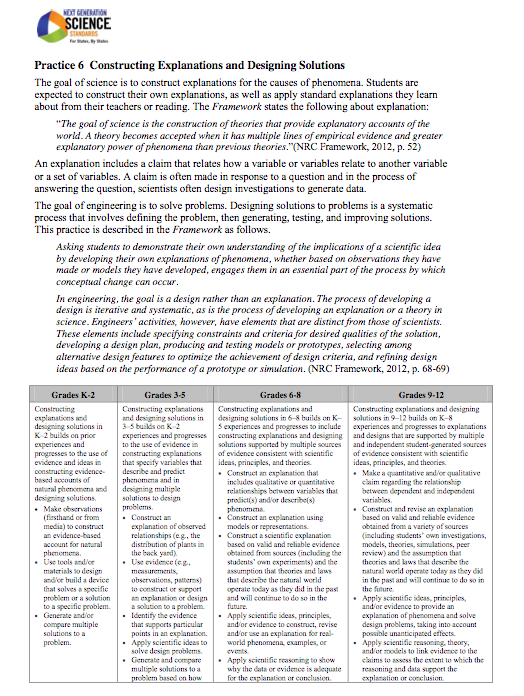 NEXT GENERATION
SCIENCE
STANDARDS
For States, By States
Practice 6 Constructing Explanations and Designing Solutions
The goal of science is to construct explanations for the causes of phenomena. Students are
expected to construct their own explanations, as well as apply standard explanations they learn
about from their teachers or reading. The Framework states the following about explanation:
“The goal of science is the construction of theories that provide explanatory accounts of the
world. A theory becomes accepted when it has multiple lines of empirical evidence and greater
explanatory power of phenomena than previous theories.”(NRC Framework, 2012, p. 52)
An explanation includes a claim that relates how a variable or variables relate to another variable
or a set of variables. A claim is often made in response to a question and in the process of
answering the question, scientists often design investigations to generate data.
The goal of engineering is to solve problems. Designing solutions to problems is a systematic
process that involves defining the problem, then generating, testing, and improving solutions.
This practice is described in the Framework as follows.
Asking students to demonstrate their own understanding of the implications of a scientific idea
by developing their own explanations of phenomena, whether based on observations they have
made or models they have developed, engages them in an essential part of the process by which
conceptual change can occur.
In engineering, the goal is a design rather than an explanation. The process of developing a
design is iterative and systematic, as is the process of developing an explanation or a theory in
science. Engineers’ activities, however, have elements that are distinct from those of scientists.
These elements include specifying constraints and criteria for desired qualities of the solution,
developing a design plan, producing and testing models or prototypes, selecting among
alternative design features to optimize the achievement of design criteria, and refining design
ideas based on the performance of a prototype or simulation. (NRC Framework, 2012, p. 68-69)
Grades K-2
Constructing
explanations and
designing solutions in
K–2 builds on prior
experiences and
progresses to the use of
evidence and ideas in
constructing evidence-
based accounts of
natural phenomena and
designing solutions.
• Make observations
(firsthand or from
media) to construct
an evidence-based
account for natural
phenomena.
• Use tools and/or
materials to design
and/or build a device
that solves a specific
problem or a solution
to a specific problem.
• Generate and/or
compare multiple
solutions to a
problem.
Grades 3-5
Constructing explanations
and designing solutions in
3–5 builds on K–2
experiences and progresses
to the use of evidence in
constructing explanations
that specify variables that
describe and predict
phenomena and in
designing multiple
solutions to design
problems.
• Construct an
explanation of observed
relationships (e.g., the
distribution of plants in
the back yard).
• Use evidence (e.g.,
measurements,
observations, patterns)
to construct or support
an explanation or design
a solution to a problem.
• Identify the evidence
that supports particular
points in an explanation.
• Apply scientific ideas to
solve design problems.
• Generate and compare
multiple solutions to a
problem based on how
Grades 6-8
Constructing explanations and
designing solutions in 6–8 builds on K–
5 experiences and progresses to include
constructing explanations and designing
solutions supported by multiple sources
of evidence consistent with scientific
ideas, principles, and theories.
• Construct an explanation that
includes qualitative or quantitative
relationships between variables that
predict(s) and/or describe(s)
phenomena.
• Construct an explanation using
models or representations.
• Construct a scientific explanation
based on valid and reliable evidence
obtained from sources (including the
students’ own experiments) and the
assumption that theories and laws
that describe the natural world
operate today as they did in the past
and will continue to do so in the
future.
• Apply scientific ideas, principles,
and/or evidence to construct, revise
and/or use an explanation for real-
world phenomena, examples, or
events.
• Apply scientific reasoning to show
why the data or evidence is adequate
for the explanation or conclusion.
Grades 9-12
Constructing explanations and designing
solutions in 9–12 builds on K–8
experiences and progresses to explanations
and designs that are supported by multiple
and independent student-generated sources
of evidence consistent with scientific
ideas, principles, and theories.
• Make a quantitative and/or qualitative
claim regarding the relationship
between dependent and independent
variables.
• Construct and revise an explanation
based on valid and reliable evidence
obtained from a variety of sources
(including students’ own investigations,
models, theories, simulations, peer
review) and the assumption that
theories and laws that describe the
natural world operate today as they did
in the past and will continue to do so in
the future.
• Apply scientific ideas, principles,
and/or evidence to provide an
explanation of phenomena and solve
design problems, taking into account
possible unanticipated effects.
• Apply scientific reasoning, theory,
and/or models to link evidence to the
claims to assess the extent to which the
reasoning and data support the
explanation or conclusion.